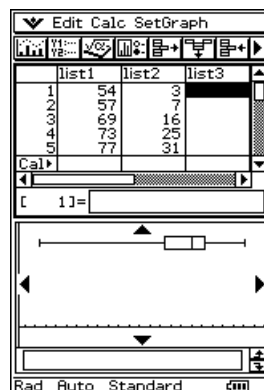 Edit Calc SetGraph
list1 list2 list3
1 54 3
2 57 7
3 69 16
4 73 25
5 77 31
Cal
[ 1]=
Rad Auto Standard